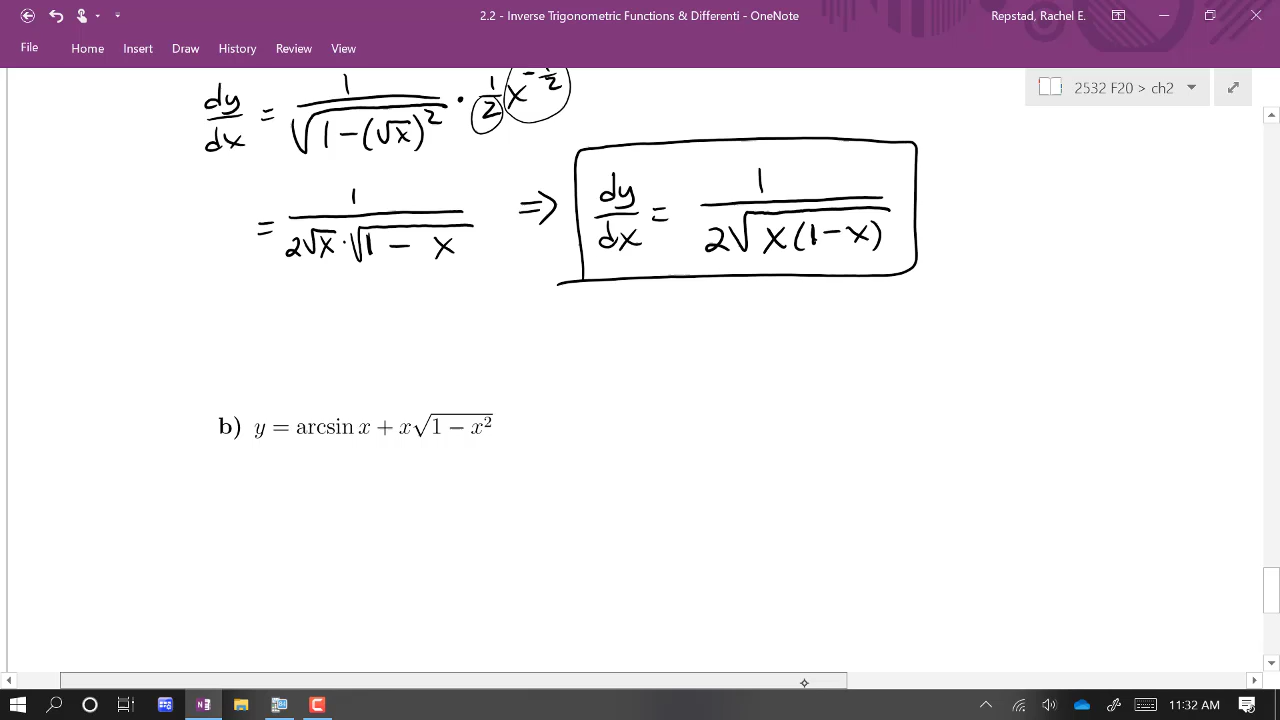 2.2 - Inverse Trigonometric Functions & Differenti - OneNote
Repstad, Rachel E.
File Home Insert Draw History Review View
2532 F20 > ch2
dy/dx = 1/√(1-(√x)²) · 1/2 x^(-1/2)
= 1/(2√x·√(1 - x)) ⇒ dy/dx = 1/(2√(x(1-x)))
b) y = arcsin x + x√(1 − x²)
11:32 AM